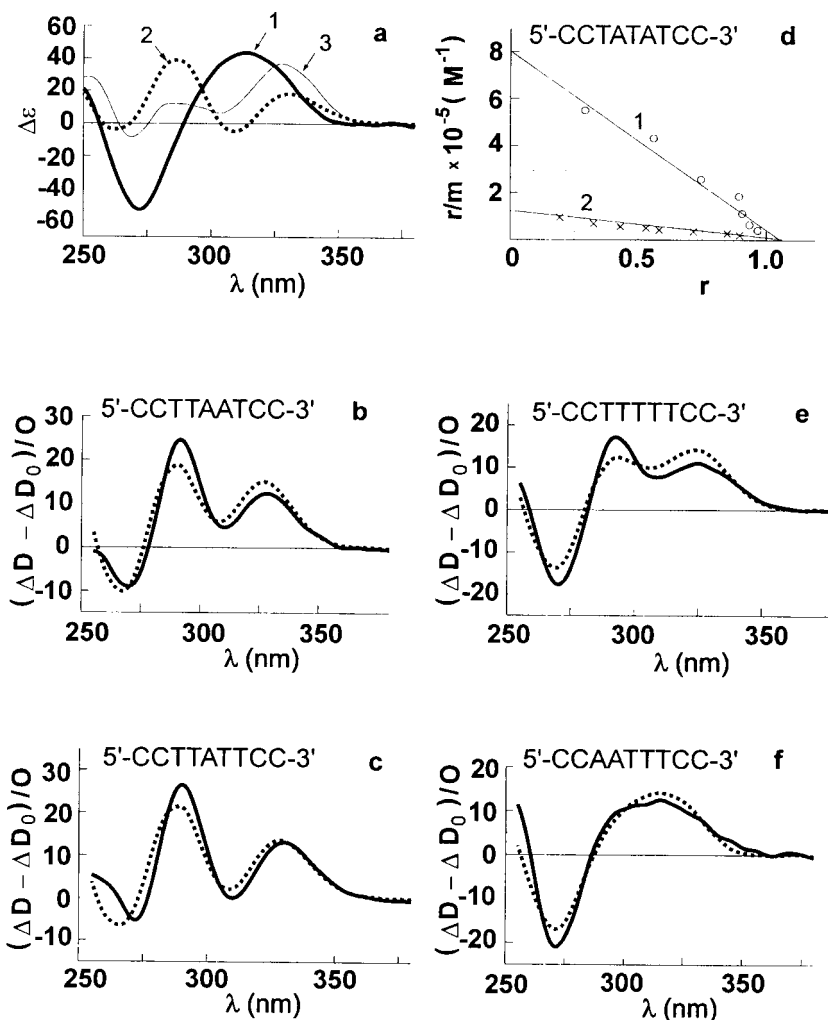 a
1
2
3
Δε
60
40
20
0
-20
-40
-60
250
300
350
λ (nm)
5'-CCTATATCC-3'
d
r/m × 10⁻⁵ ( M⁻¹)
8
6
4
2
1
2
0
0.5
1.0
r
5'-CCTTAATCC-3'
b
(ΔD − ΔD₀)/O
30
20
10
0
-10
250
300
350
λ (nm)
5'-CCTTTTTCC-3'
e
(ΔD − ΔD₀)/O
20
10
0
-10
-20
250
300
350
λ (nm)
5'-CCTTATTCC-3'
c
(ΔD − ΔD₀)/O
30
20
10
0
-10
250
300
350
λ (nm)
5'-CCAATTTCC-3'
f
(ΔD − ΔD₀)/O
20
10
0
-10
-20
250
300
350
λ (nm)